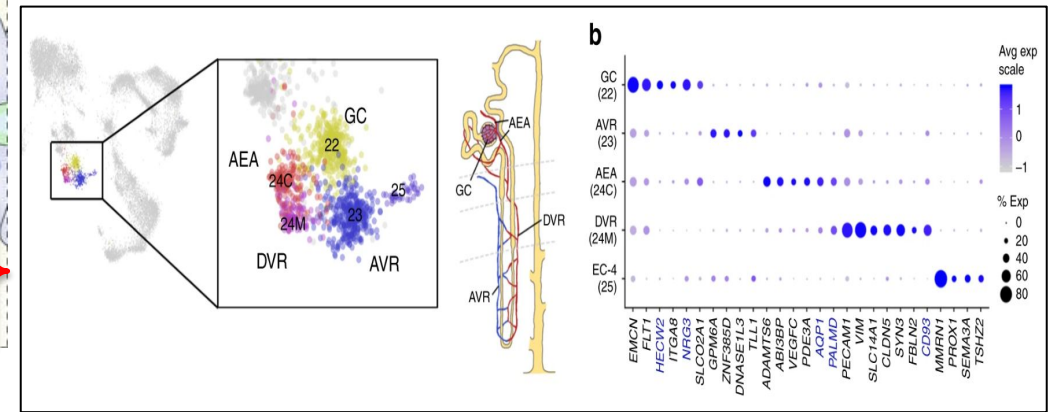 GC
22
AEA
24C
25
24M
23
DVR
AVR
AEA
GC
DVR
AVR
b
GC
(22)
AVR
(23)
AEA
(24C)
DVR
(24M)
EC-4
(25)
EMCN
FLT1
HECW2
ITGA8
NRG3
SLCO2A1
GPM6A
ZNF385D
DNASE1L3
TLL1
ADAMTS6
ABI3BP
VEGFC
PDE3A
AQP1
PALMD
PECAM1
VIM
SLC14A1
CLDN5
SYN3
FBLN2
CD93
MMRN1
PROX1
SEMA3A
TSHZ2
Avg exp
scale
1
0
−1
% Exp
0
20
40
60
80